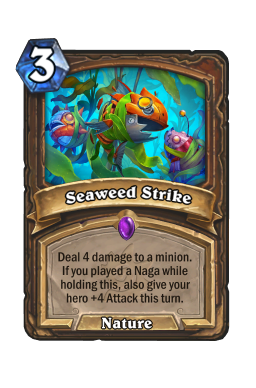 3
Seaweed Strike
Deal 4 damage to a minion.
If you played a Naga while
holding this, also give your
hero +4 Attack this turn.
Nature